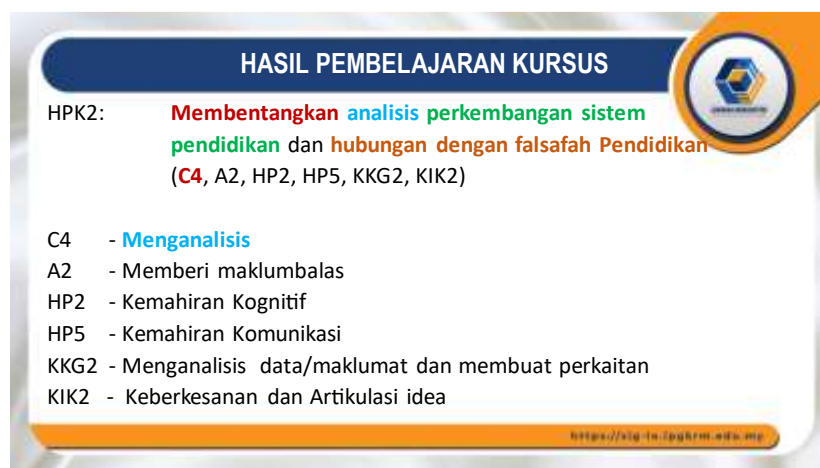 HASIL PEMBELAJARAN KURSUS
HPK2: Membentangkan analisis perkembangan sistem
pendidikan dan hubungan dengan falsafah Pendidikan
(C4, A2, HP2, HP5, KKG2, KIK2)
C4 - Menganalisis
A2 - Memberi maklumbalas
HP2 - Kemahiran Kognitif
HP5 - Kemahiran Komunikasi
KKG2 - Menganalisis data/maklumat dan membuat perkaitan
KIK2 - Keberkesanan dan Artikulasi idea